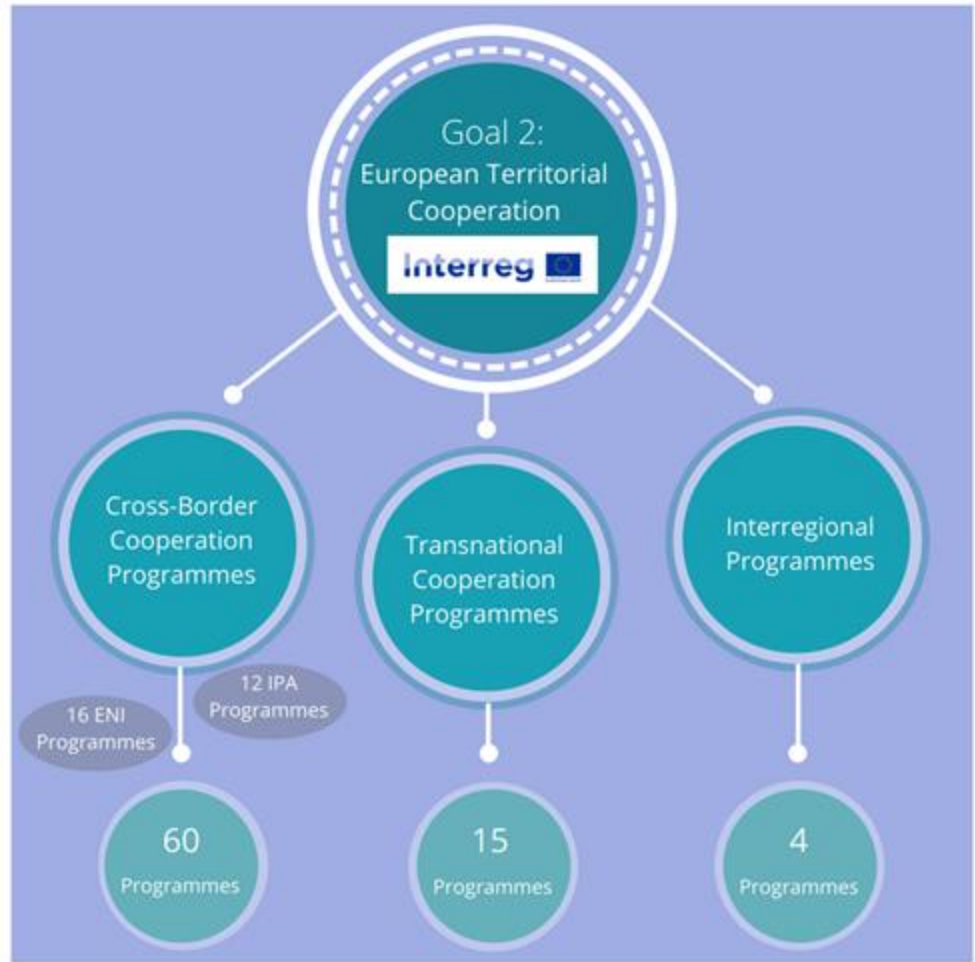 Goal 2:
European Territorial
Cooperation
Interreg
Cross-Border
Cooperation
Programmes
Transnational
Cooperation
Programmes
Interregional
Programmes
16 ENI
Programmes
12 IPA
Programmes
60
Programmes
15
Programmes
4
Programmes